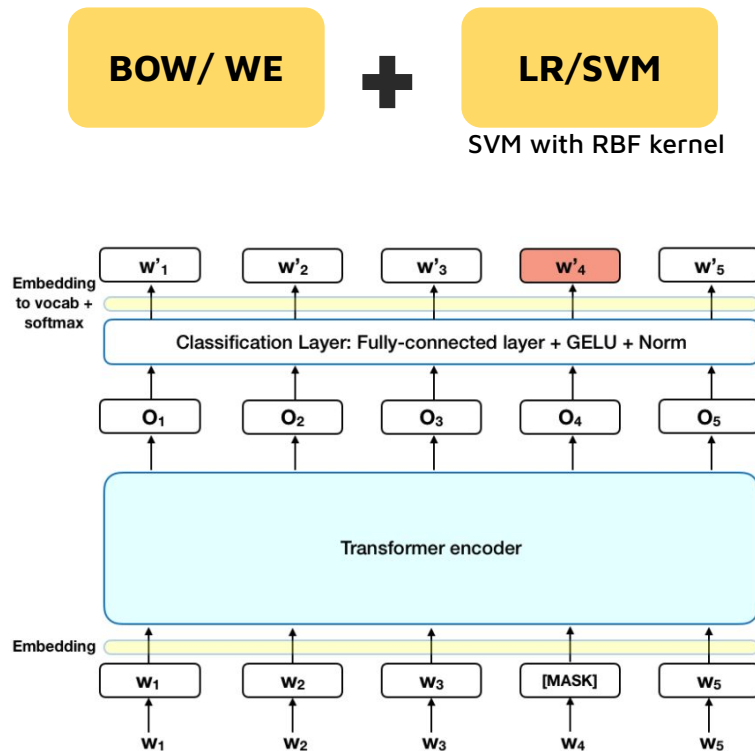 BOW/ WE
LR/SVM
SVM with RBF kernel
w'₁ w'₂ w'₃ w'₄ w'₅
Embedding
to vocab +
softmax
Classification Layer: Fully-connected layer + GELU + Norm
O₁ O₂ O₃ O₄ O₅
Transformer encoder
Embedding
W₁ W₂ W₃ [MASK] W₅
W₁ W₂ W₃ W₄ W₅